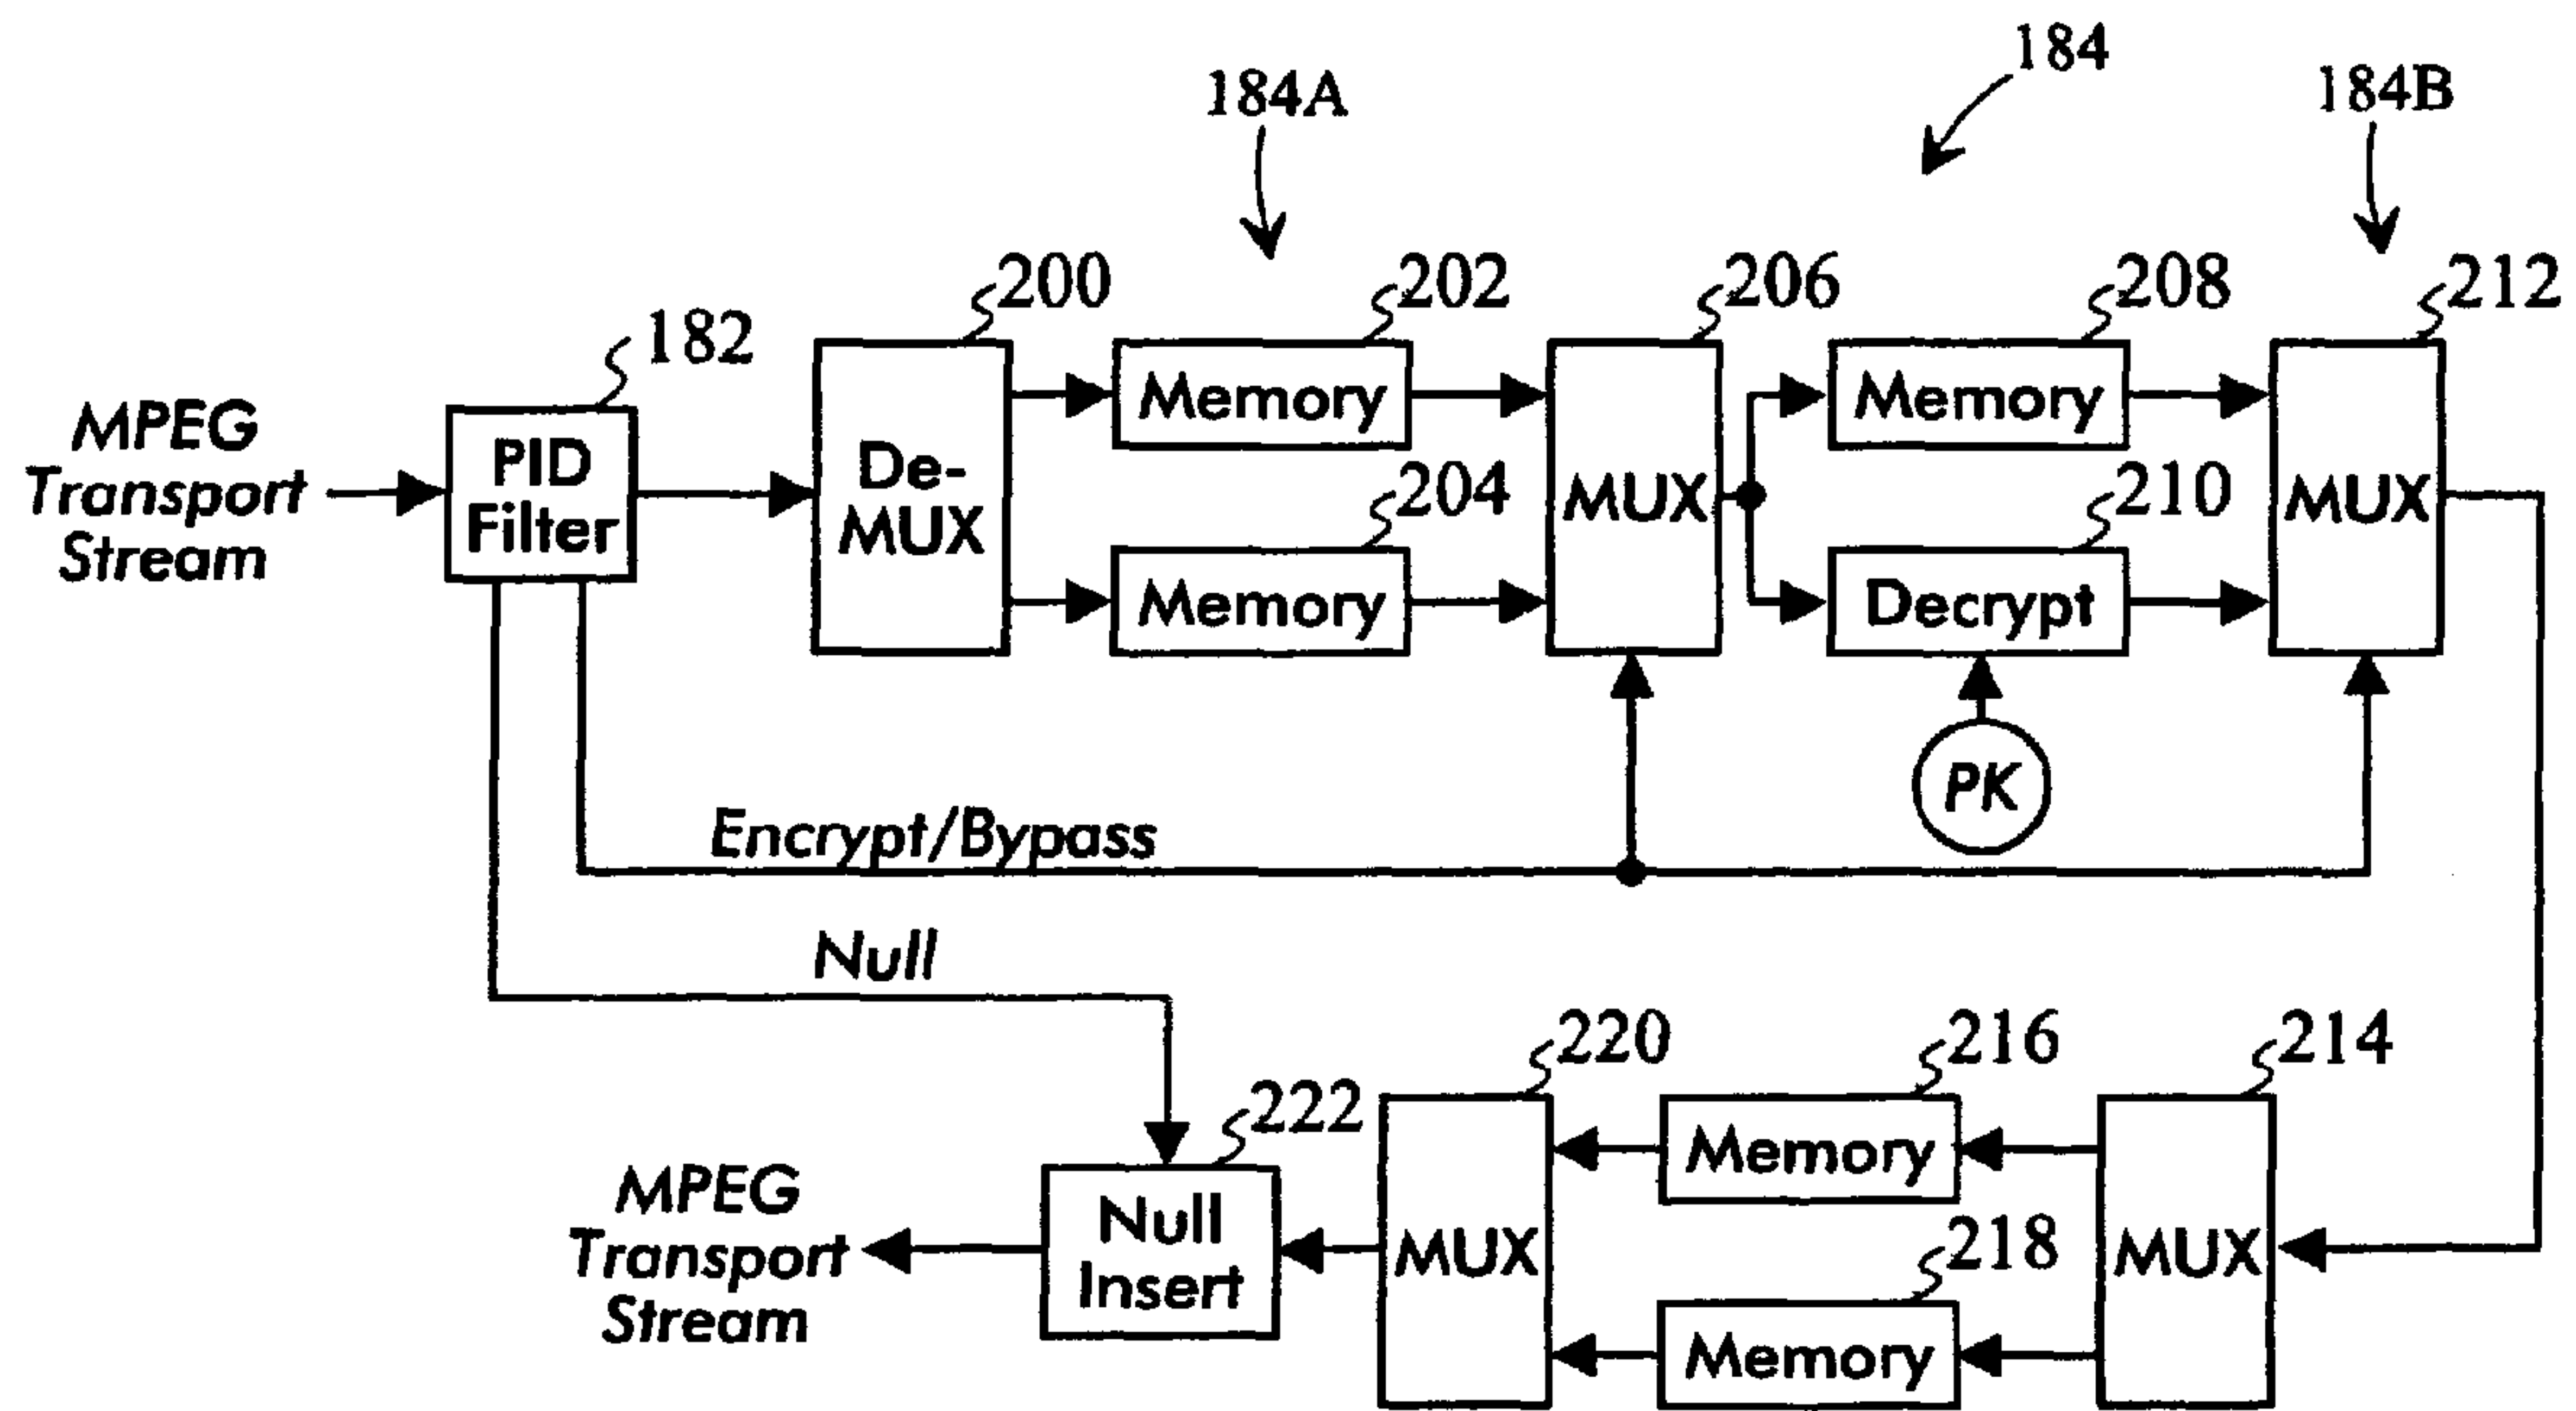 184
184A
184B
200
202
206
208
212
182
MPEG
Transport
Stream
PID
Filter
De-
MUX
Memory
204
Memory
MUX
Memory
210
Decrypt
MUX
PK
Encrypt/Bypass
Null
220
216
214
222
MPEG
Transport
Stream
Null
Insert
MUX
Memory
218
Memory
MUX